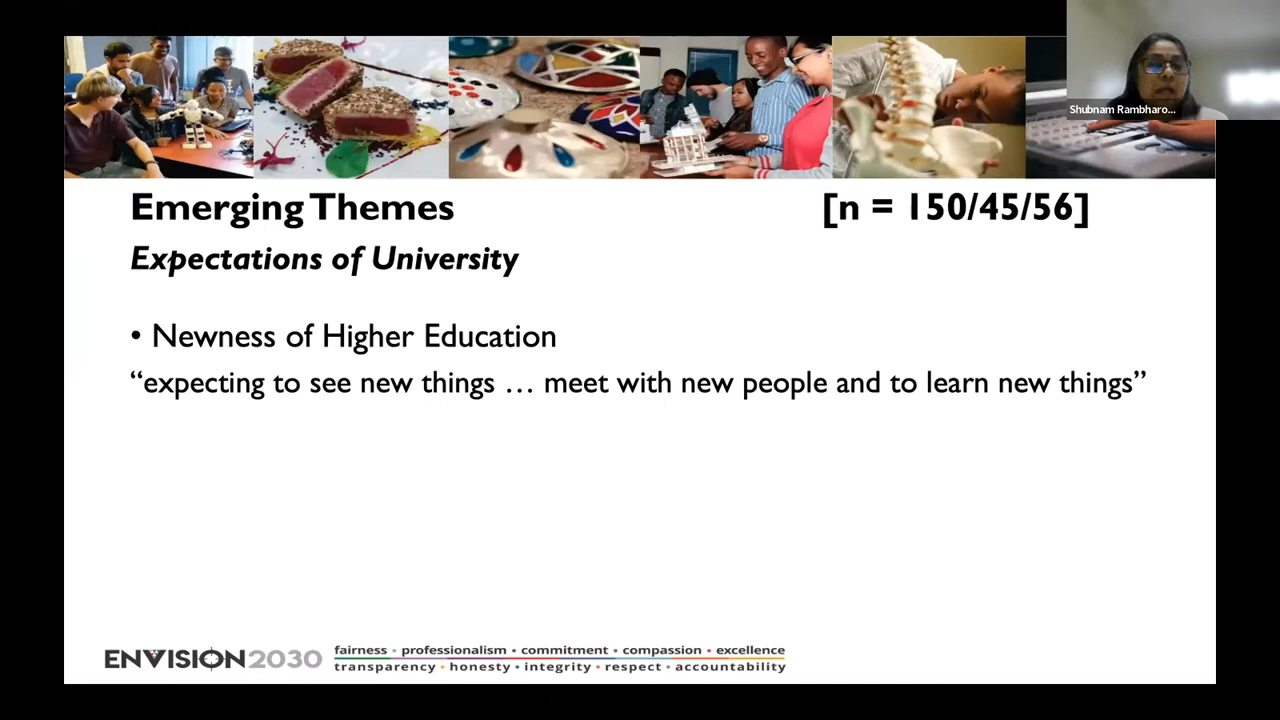 Shubnam Rambharo...
Emerging Themes [n = 150/45/56]
Expectations of University
• Newness of Higher Education
“expecting to see new things … meet with new people and to learn new things”
ENVISION2030
fairness • professionalism • commitment • compassion • excellence
transparency • honesty • integrity • respect • accountability